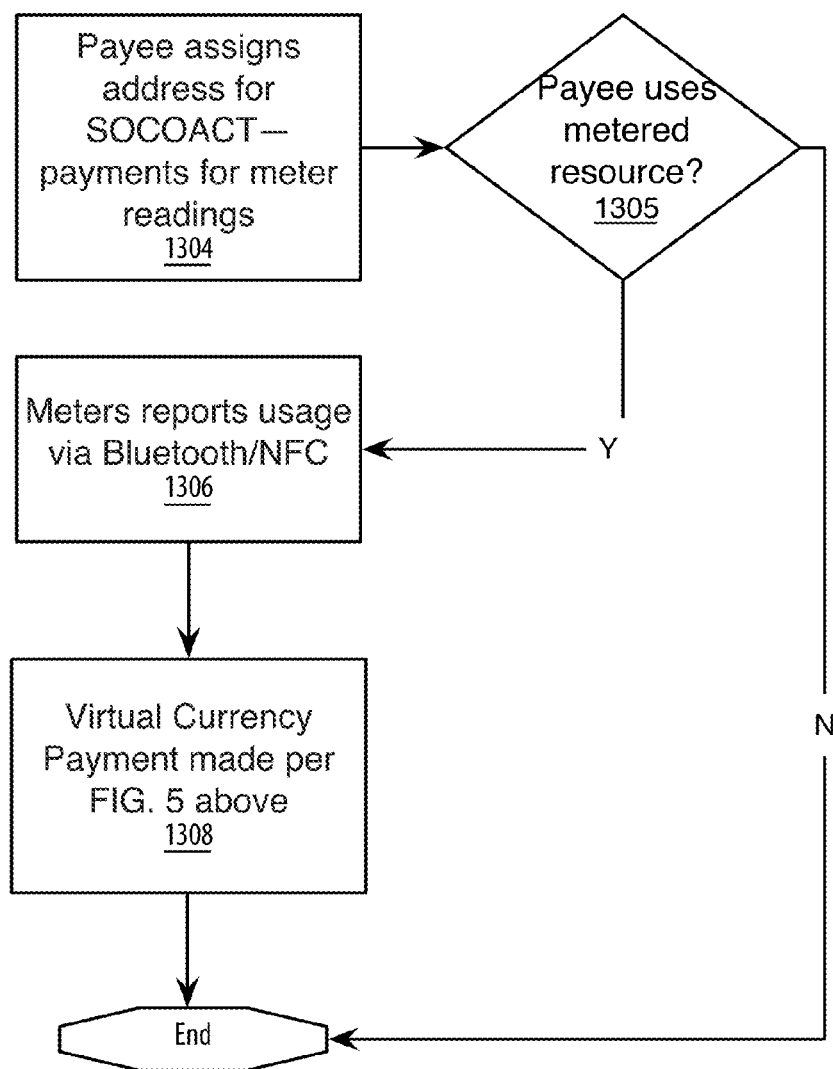 Payee assigns
address for
SOCOACT—
payments for meter
readings
1304
Payee uses
metered
resource?
1305
Meters reports usage
via Bluetooth/NFC
1306
Y
Virtual Currency
Payment made per
FIG. 5 above
1308
N
End